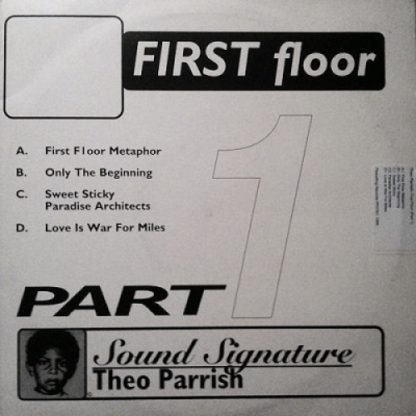 FIRST floor
A. First Floor Metaphor
B. Only The Beginning
C. Sweet Sticky
Paradise Architects
D. Love Is War For Miles
1
PART
Sound Signature
Theo Parrish